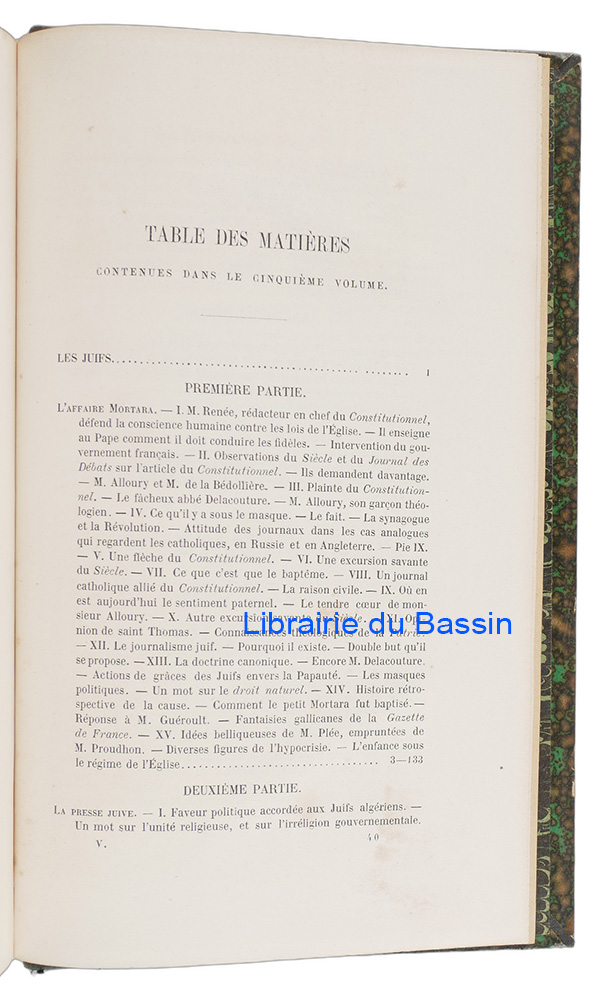 TABLE DES MATIÈRES
CONTENUES DANS LE CINQUIÈME VOLUME.
LES JUIFS. . . . . . . . . . . . . . . . . . . . . . . . . . . . . . . . . . . . . . . . . . . . . . . 1
PREMIÈRE PARTIE.
L'AFFAIRE MORTARA. — I. M. Renée, rédacteur en chef du Constitutionnel,
défend la conscience humaine contre les lois de l'Église. — Il enseigne
au Pape comment il doit conduire les fidèles. — Intervention du gou-
vernement français. — II. Observations du Siècle et du Journal des
Débats sur l'article du Constitutionnel. — Ils demandent davantage.
— M. Alloury et M. de la Bédollière. — III. Plainte du Constitution-
nel. — Le fâcheux abbé Delacouture. — M. Alloury, son garçon théo-
logien. — IV. Ce qu'il y a sous le masque. — Le fait. — La synagogue
et la Révolution. — Attitude des journaux dans les cas analogues
qui regardent les catholiques, en Russie et en Angleterre. — Pie IX.
— V. Une flèche du Constitutionnel. — VI. Une excursion savante
du Siècle. — VII. Ce que c'est que le baptême. — VIII. Un journal
catholique allié du Constitutionnel. — La raison civile. — IX. Où en
est aujourd'hui le sentiment paternel. — Le tendre cœur de mon-
sieur Alloury. — X. Autre excursion savante du Siècle. — XI. Opi-
nion de saint Thomas. — Connaissances théologiques de la Patrie.
— XII. Le journalisme juif. — Pourquoi il existe. — Double but qu'il
se propose. — XIII. La doctrine canonique. — Encore M. Delacouture.
— Actions de grâces des Juifs envers la Papauté. — Les masques
politiques. — Un mot sur le droit naturel. — XIV. Histoire rétro-
spective de la cause. — Comment le petit Mortara fut baptisé. —
Réponse à M. Guéroult. — Fantaisies gallicanes de la Gazette
de France. — XV. Idées belliqueuses de M. Plée, empruntées de
M. Proudhon. — Diverses figures de l'hypocrisie. — L'enfance sous
le régime de l'Église. . . . . . . . . . . . . . . . . . . . . . . . . . . . . . . . . 3—133
DEUXIÈME PARTIE.
LA PRESSE JUIVE. — I. Faveur politique accordée aux Juifs algériens. —
Un mot sur l'unité religieuse, et sur l'irréligion gouvernementale.
V. 40
Librairie du Bassin